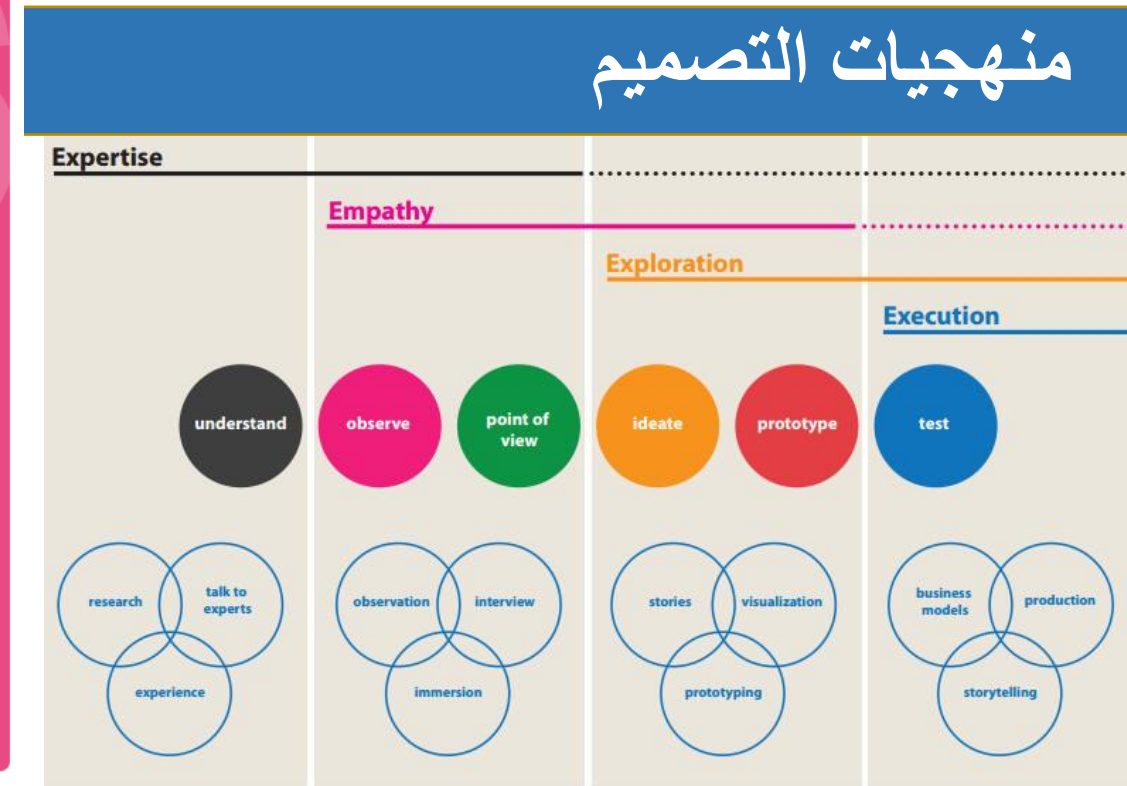 منهجيات التصميم
Expertise
Empathy
Exploration
Execution
understand
observe
point of
view
ideate
prototype
test
research
talk to
experts
experience
observation
interview
immersion
stories
visualization
prototyping
business
models
production
storytelling